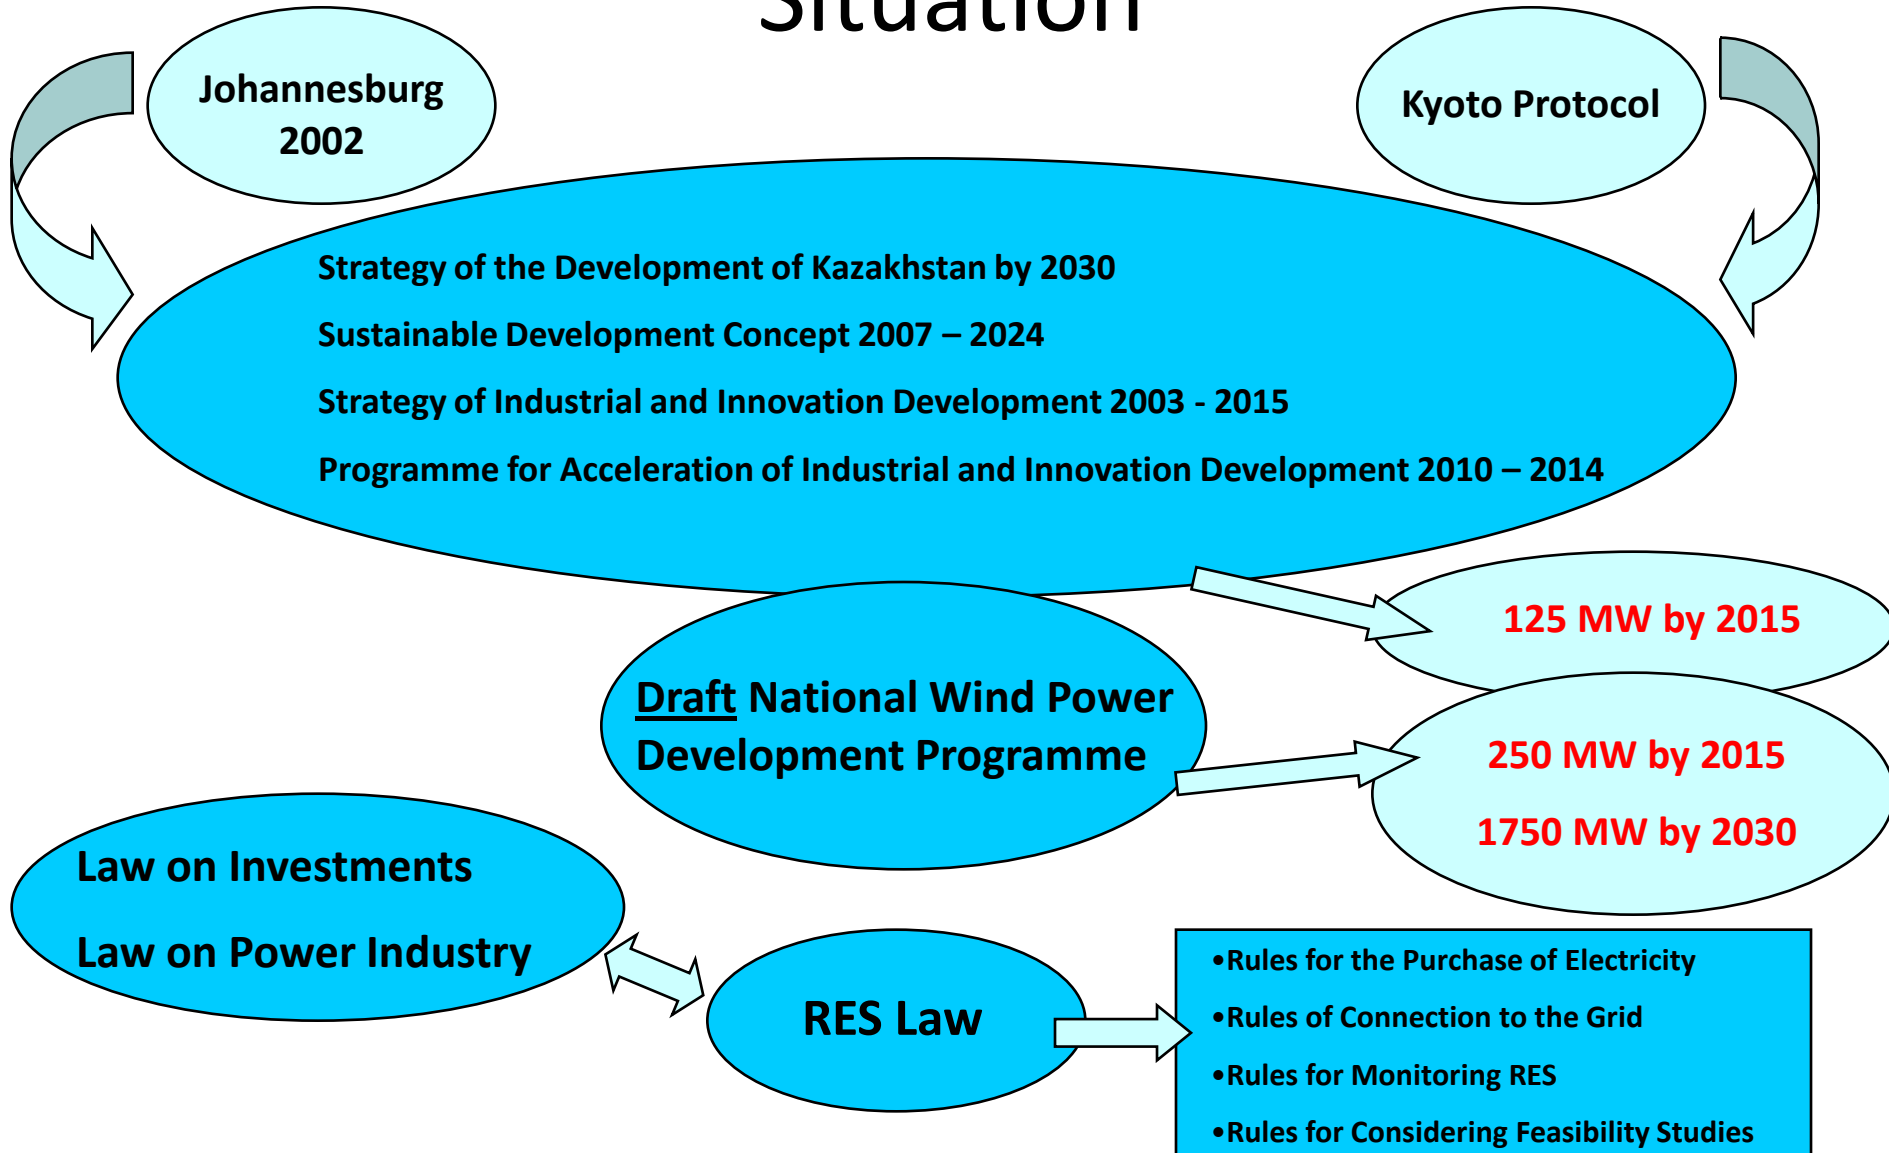 Situation
Johannesburg
2002
Kyoto Protocol
Strategy of the Development of Kazakhstan by 2030
Sustainable Development Concept 2007 – 2024
Strategy of Industrial and Innovation Development 2003 - 2015
Programme for Acceleration of Industrial and Innovation Development 2010 – 2014
125 MW by 2015
Draft National Wind Power
Development Programme
250 MW by 2015
1750 MW by 2030
Law on Investments
Law on Power Industry
RES Law
•Rules for the Purchase of Electricity
•Rules of Connection to the Grid
•Rules for Monitoring RES
•Rules for Considering Feasibility Studies